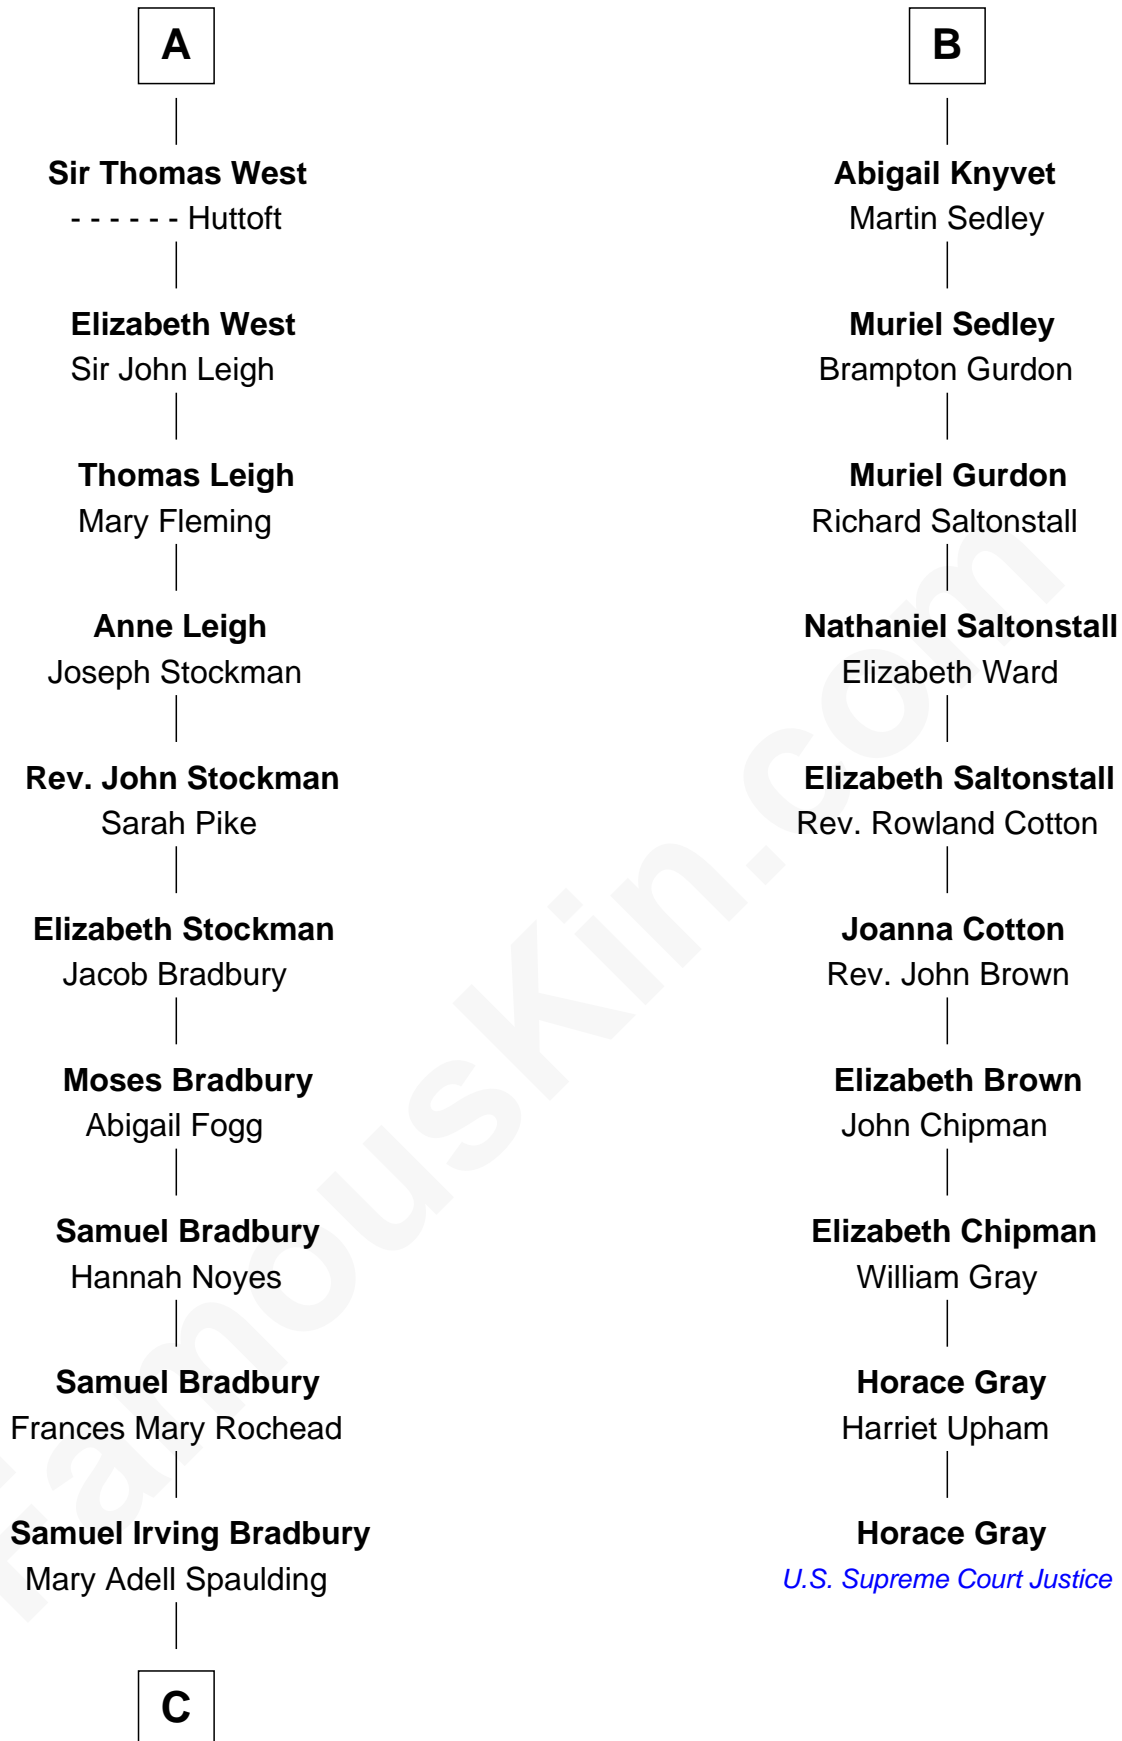 A
Sir Thomas West
- - - - - - Huttoft
Elizabeth West
Sir John Leigh
Thomas Leigh
Mary Fleming
Anne Leigh
Joseph Stockman
Rev. John Stockman
Sarah Pike
Elizabeth Stockman
Jacob Bradbury
Moses Bradbury
Abigail Fogg
Samuel Bradbury
Hannah Noyes
Samuel Bradbury
Frances Mary Rochead
Samuel Irving Bradbury
Mary Adell Spaulding
C
B
Abigail Knyvet
Martin Sedley
Muriel Sedley
Brampton Gurdon
Muriel Gurdon
Richard Saltonstall
Nathaniel Saltonstall
Elizabeth Ward
Elizabeth Saltonstall
Rev. Rowland Cotton
Joanna Cotton
Rev. John Brown
Elizabeth Brown
John Chipman
Elizabeth Chipman
William Gray
Horace Gray
Harriet Upham
Horace Gray
U.S. Supreme Court Justice
FamousKin.com